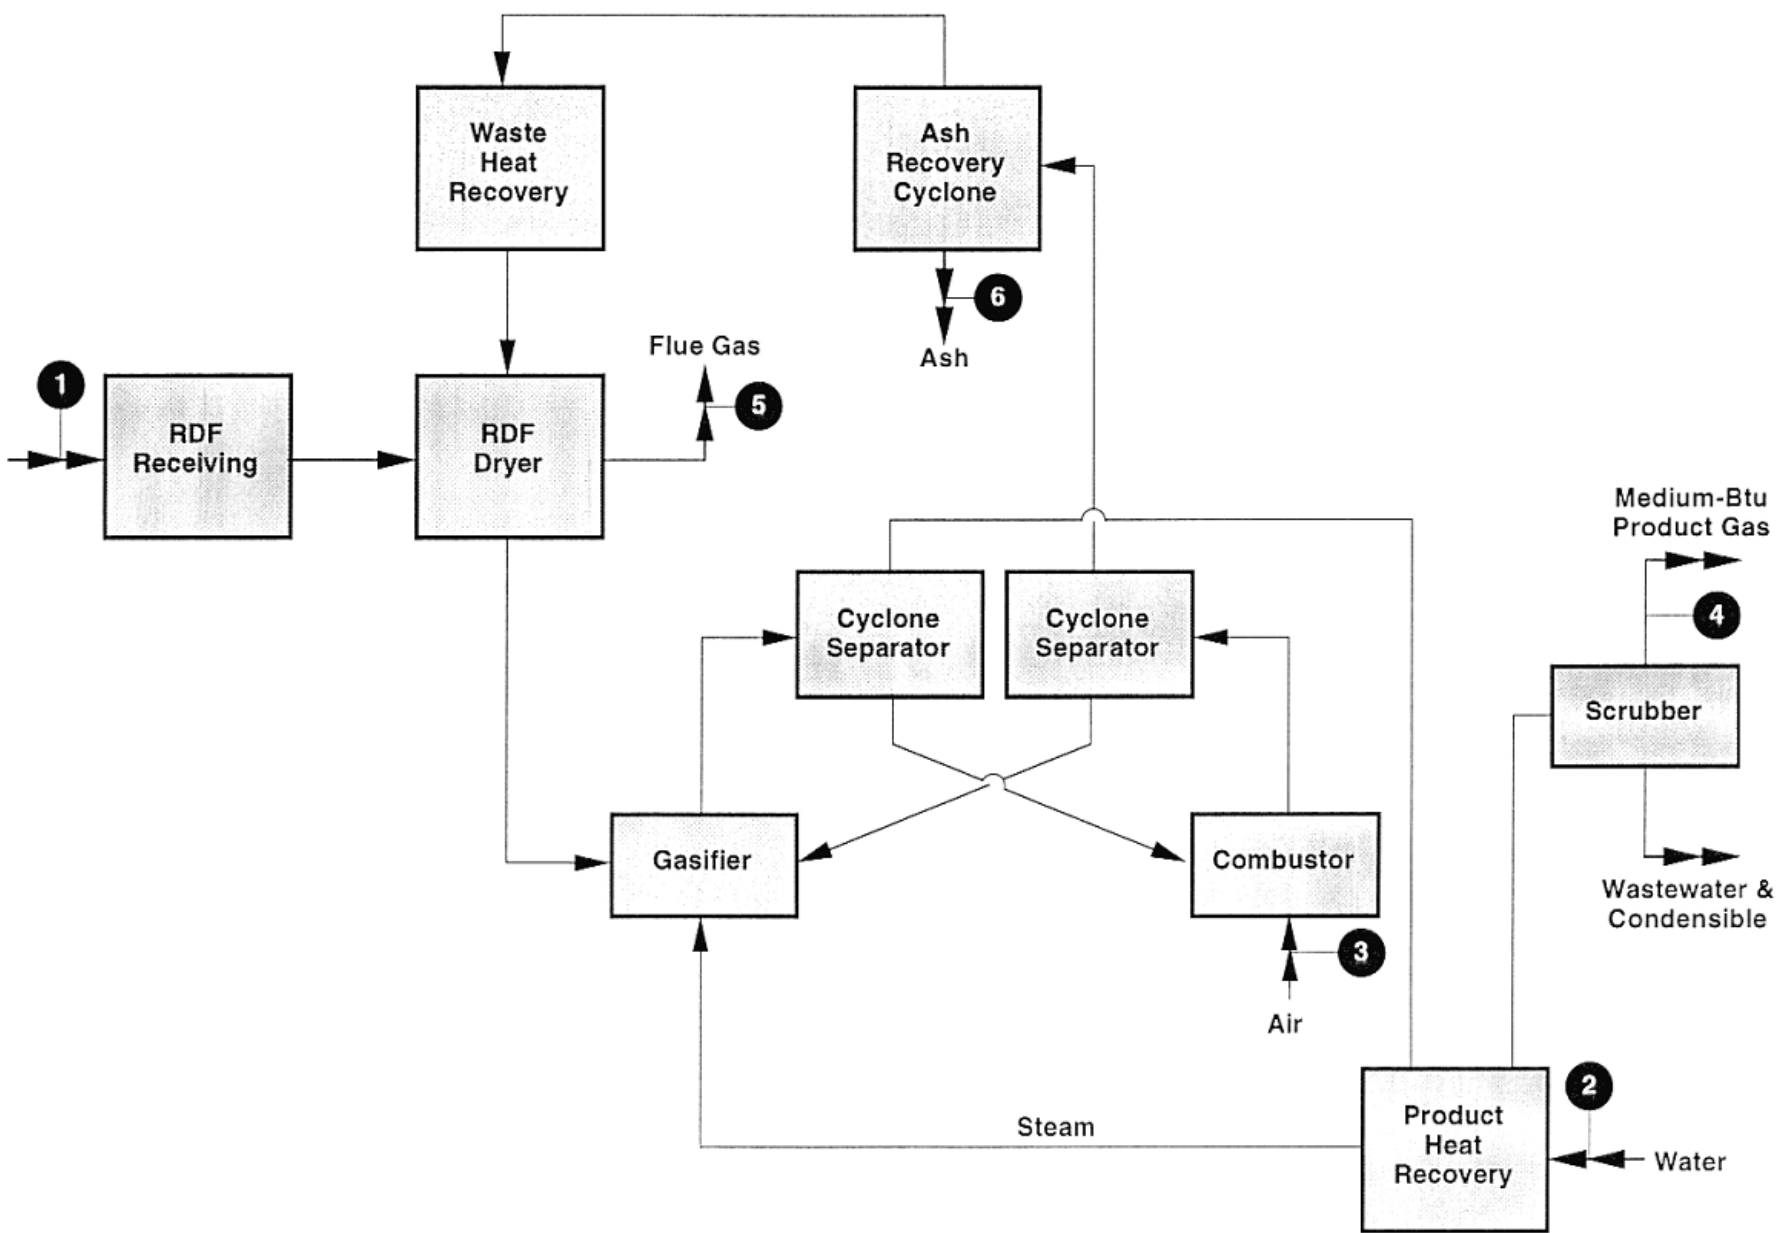 Waste
Heat
Recovery
Ash
Recovery
Cyclone
6
Ash
Flue Gas
5
1
RDF
Receiving
RDF
Dryer
Medium-Btu
Product Gas
4
Cyclone
Separator
Cyclone
Separator
Scrubber
Gasifier
Combustor
Wastewater &
Condensible
3
Air
2
Product
Heat
Recovery
Steam
Water